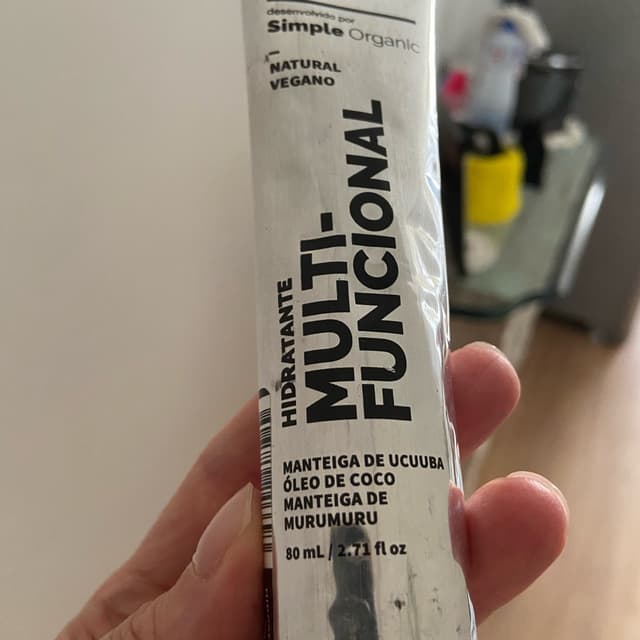 desenvolvido por
Simple Organic
NATURAL
VEGANO
HIDRATANTE
MULTI-
FUNCIONAL
MANTEIGA DE UCUUBA
ÓLEO DE COCO
MANTEIGA DE
MURUMURU
80 mL / 2.71 fl oz